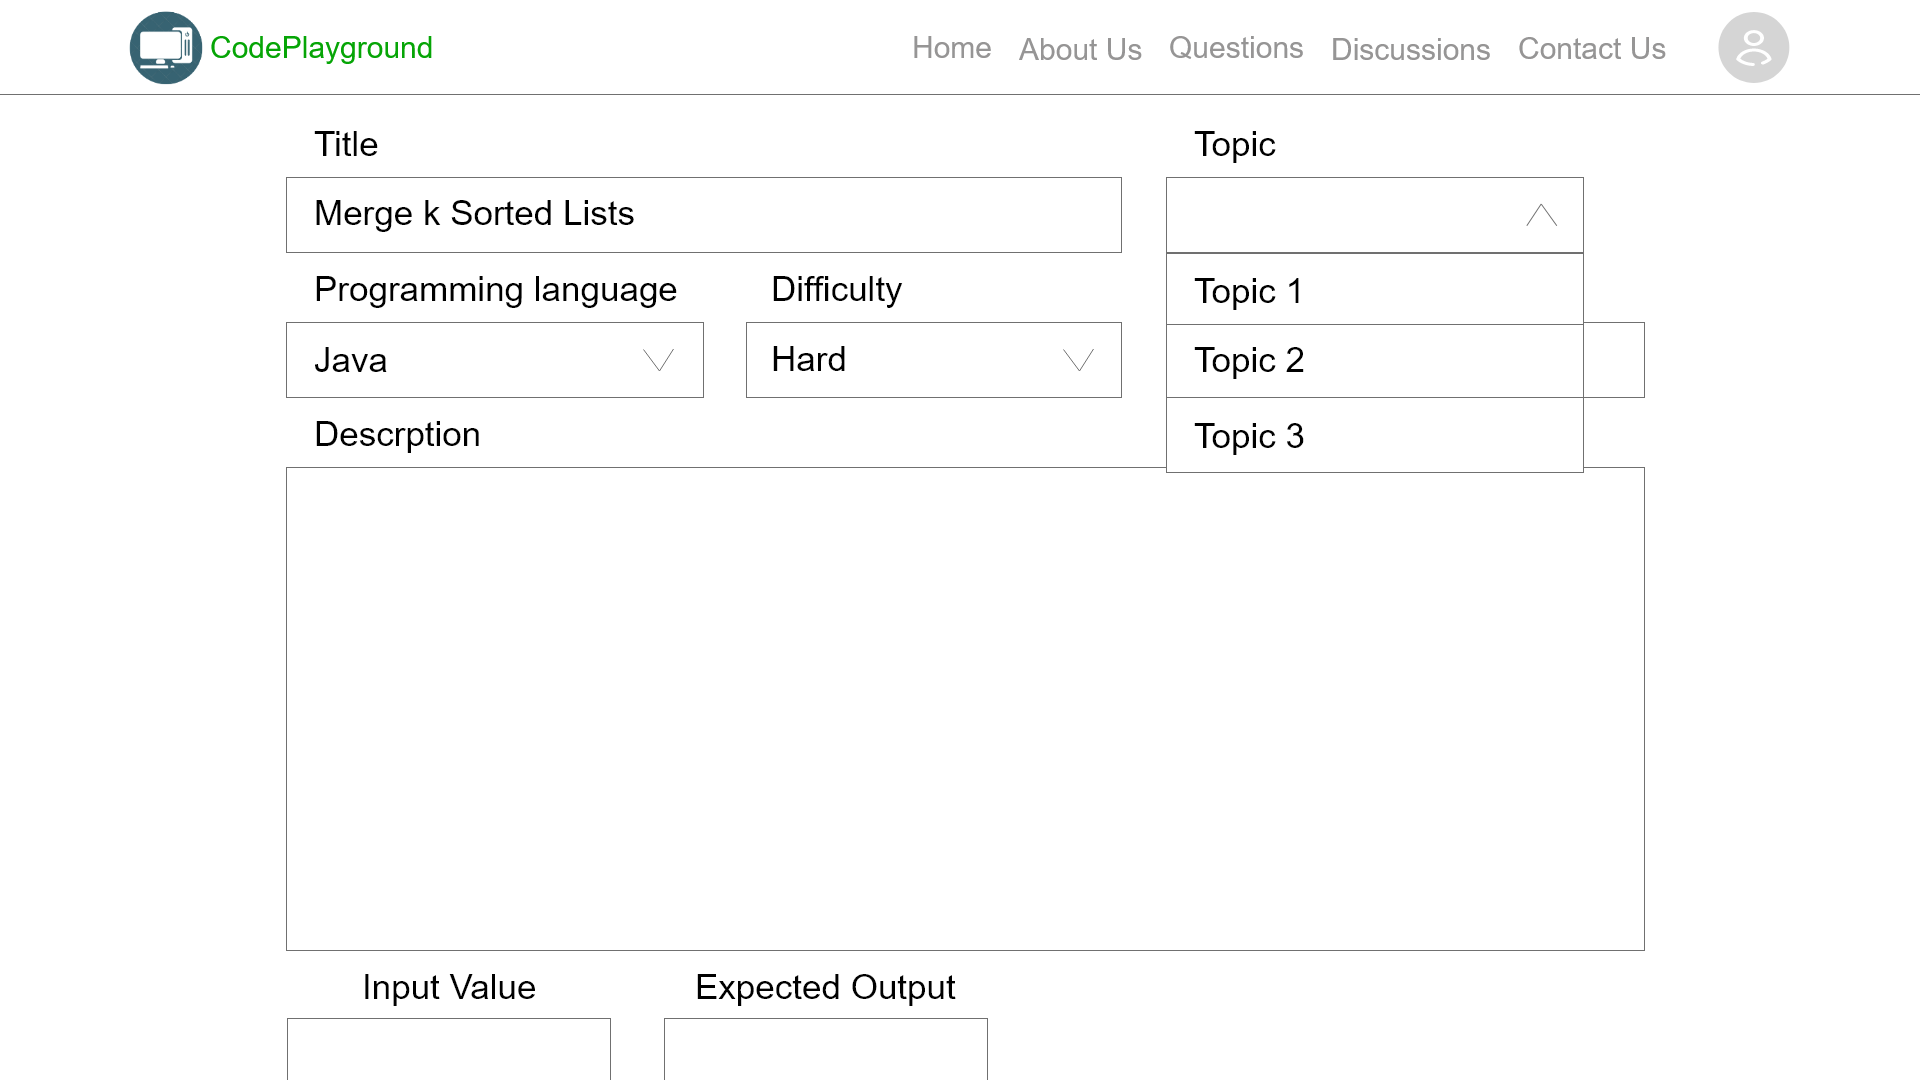 CodePlayground
Home About Us Questions Discussions Contact Us
Title
Topic
Merge k Sorted Lists
Programming language
Difficulty
Topic 1
Java
Hard
Topic 2
Descrption
Topic 3
Input Value
Expected Output